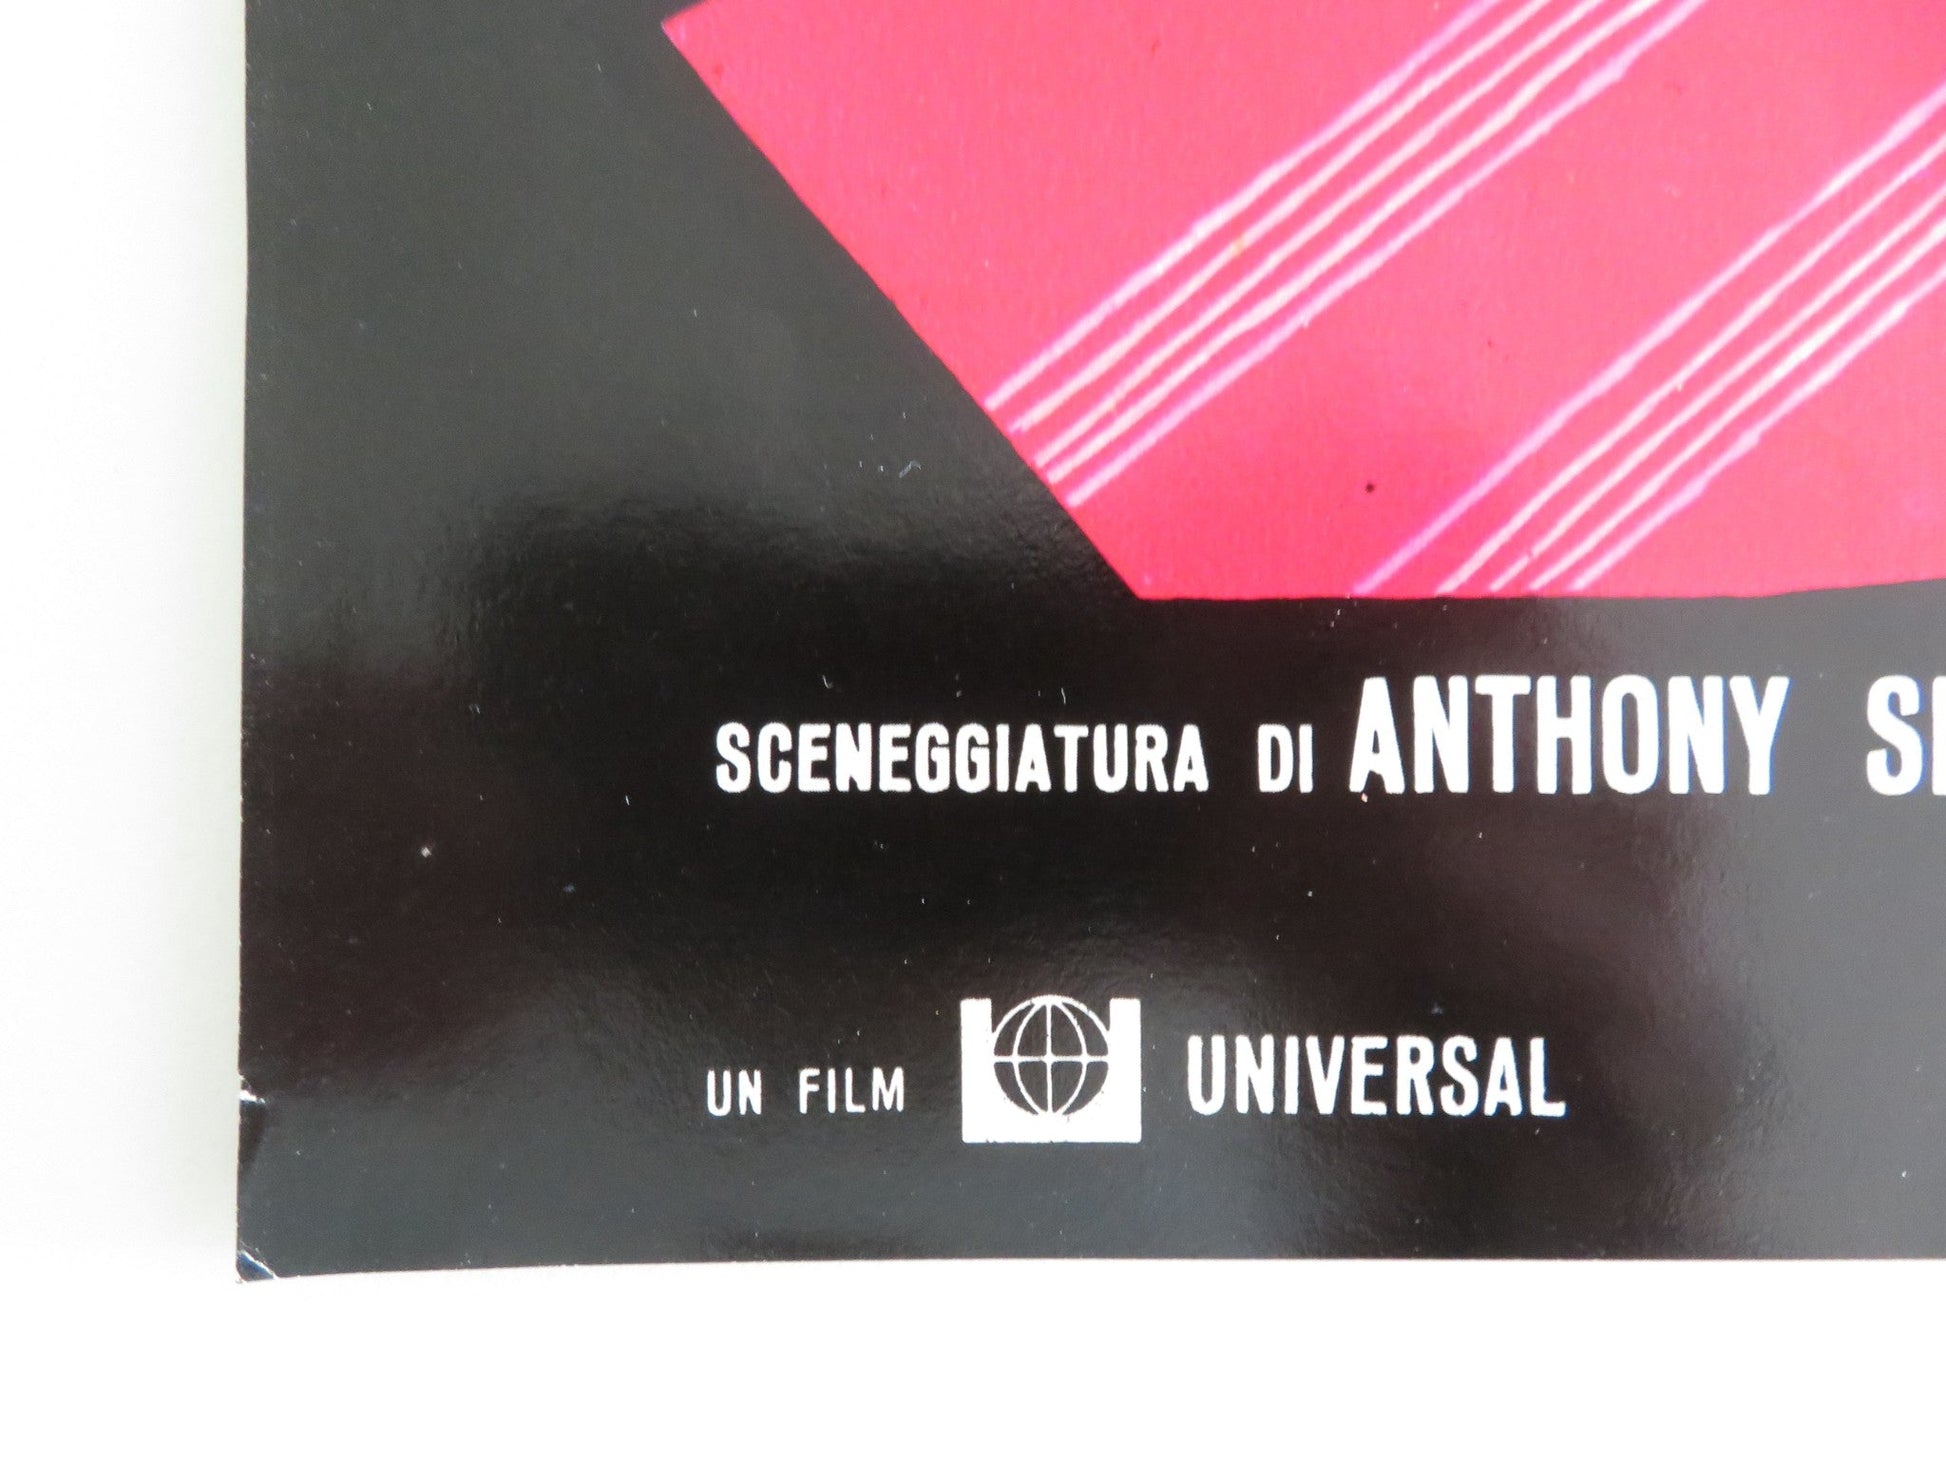 SCENEGGIATURA DI ANTHONY
UN FILM UNIVERSAL